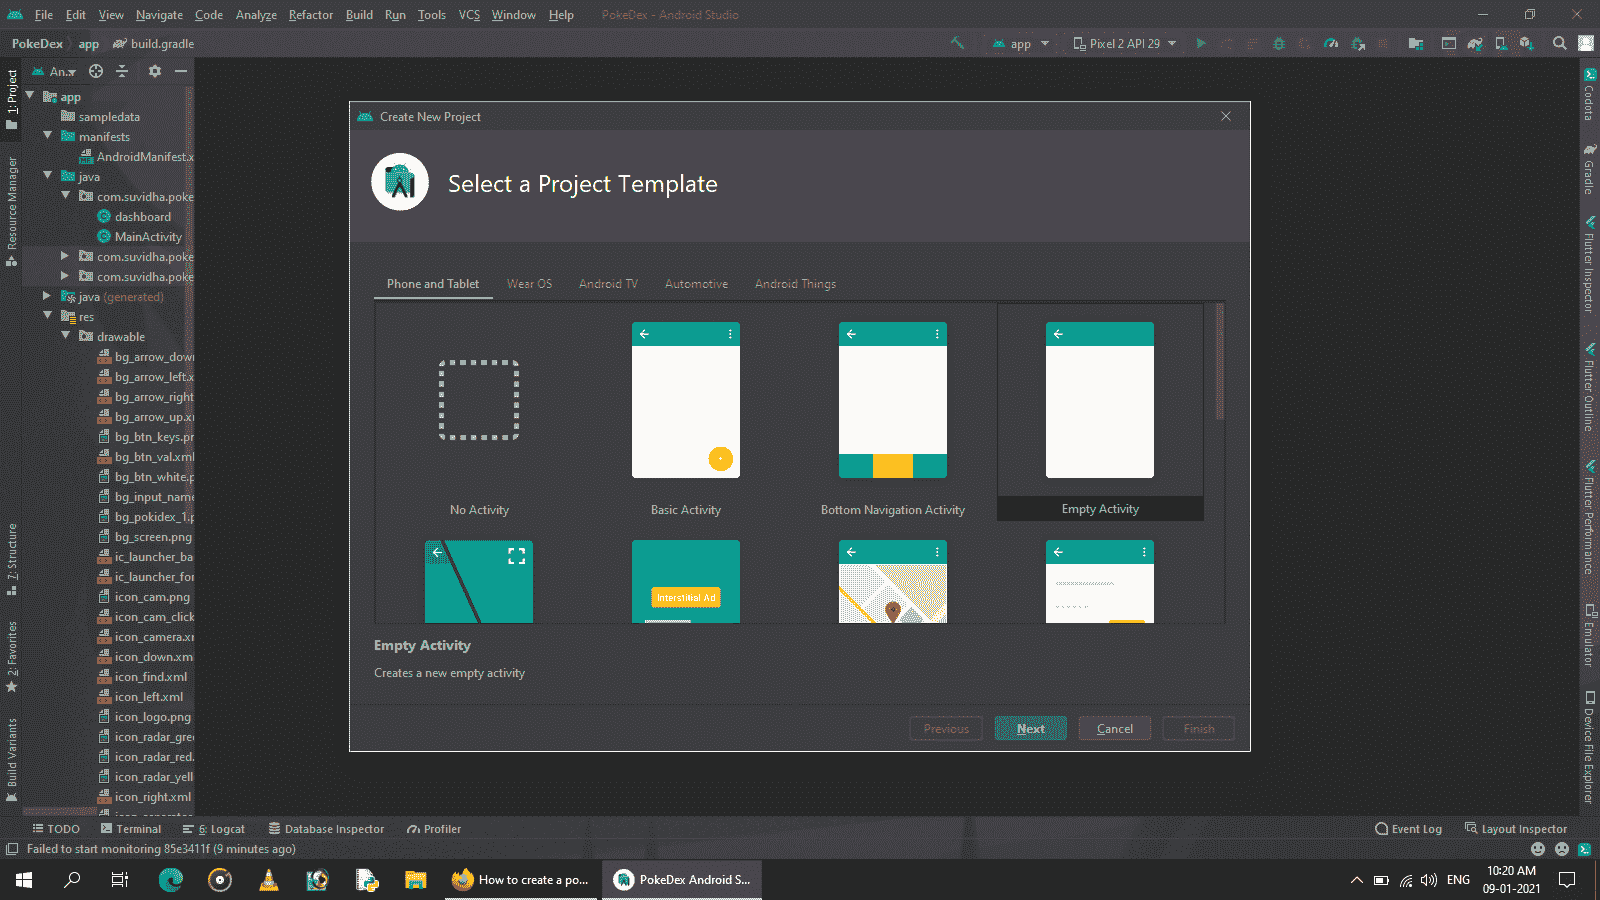 File Edit View Navigate Code Analyze Refactor Build Run Tools VCS Window Help PokeDex - Android Studio
PokeDex app build.gradle app Pixel 2 API 29
1: Project
Resource Manager
7: Structure
2: Favorites
Build Variants
An..
app
sampledata
manifests
AndroidManifest.x
java
com.suvidha.poke
dashboard
MainActivity
com.suvidha.poke
com.suvidha.poke
java (generated)
res
drawable
bg_arrow_dow
bg_arrow_left.x
bg_arrow_right
bg_arrow_up.x
bg_btn_keys.pr
bg_btn_val.xml
bg_btn_white.p
bg_input_name
bg_pokidex_1.p
bg_screen.png
ic_launcher_ba
ic_launcher_for
icon_cam.png
icon_cam_click
icon_camera.x
icon_down.xm
icon_find.xml
icon_left.xml
icon_logo.png
icon_radar_gre
icon_radar_red.
icon_radar_yell
icon_right.xml
Create New Project
Select a Project Template
Phone and Tablet Wear OS Android TV Automotive Android Things
No Activity Basic Activity Bottom Navigation Activity Empty Activity
Interstitial Ad
Empty Activity
Creates a new empty activity
Previous Next Cancel Finish
Codota
Gradle
Flutter Inspector
Flutter Outline
Flutter Performance
Emulator
Device File Explorer
TODO Terminal 6: Logcat Database Inspector Profiler Event Log Layout Inspector
Failed to start monitoring 85e3411f (9 minutes ago)
How to create a po... PokeDex Android S... ENG 10:20 AM
09-01-2021